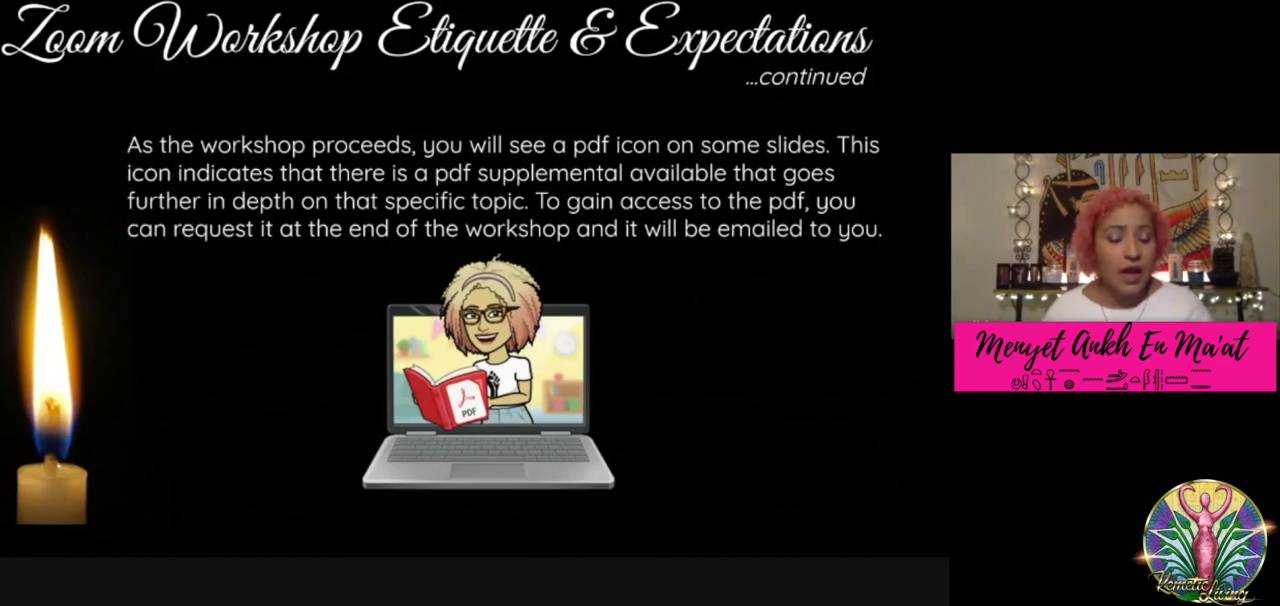 Zoom Workshop Etiquette & Expectations
...continued
As the workshop proceeds, you will see a pdf icon on some slides. This
icon indicates that there is a pdf supplemental available that goes
further in depth on that specific topic. To gain access to the pdf, you
can request it at the end of the workshop and it will be emailed to you.
PDF
Menyet Ankh En Ma'at
Kemetic Living